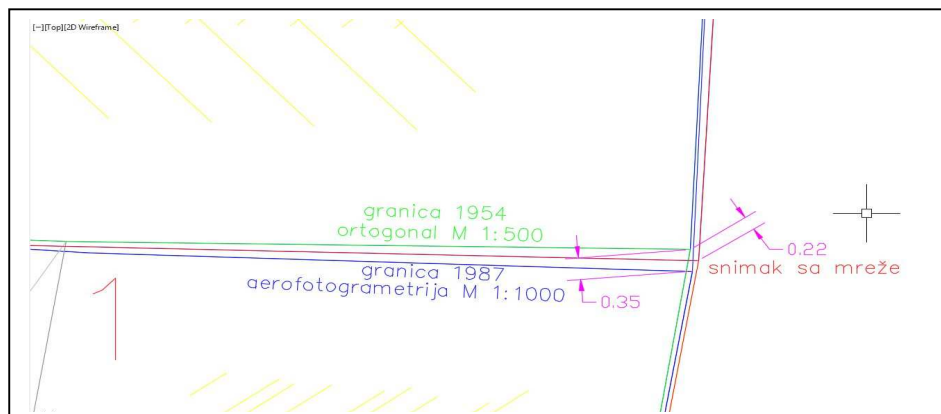 [−][Top][2D Wireframe]
granica 1954
ortogonal M 1:500
0.22
granica 1987
snimak sa mreže
aerofotogrametrija M 1:1000
0.35
1